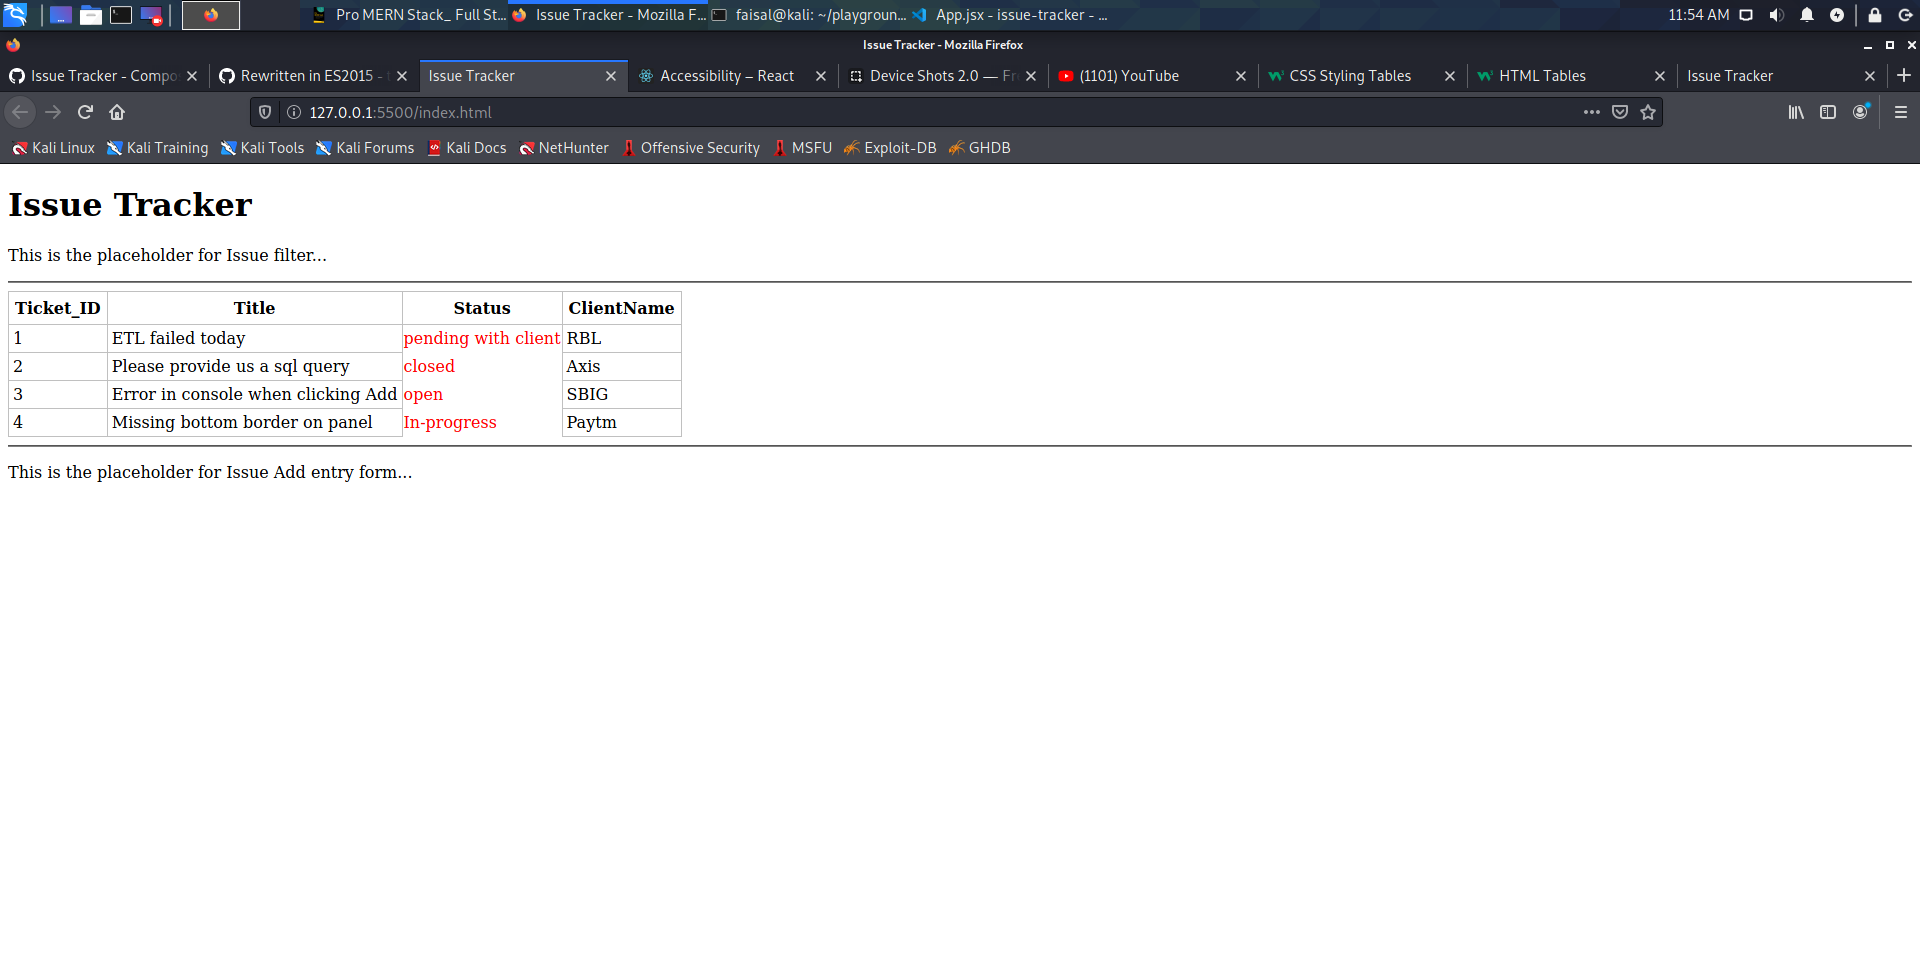 Pro MERN Stack_ Full St... Issue Tracker - Mozilla F... faisal@kali: ~/playgroun... App.jsx - issue-tracker - ... 11:54 AM
Issue Tracker - Mozilla Firefox
Issue Tracker - Compo Rewritten in ES2015 - Issue Tracker Accessibility – React Device Shots 2.0 — Fr (1101) YouTube CSS Styling Tables HTML Tables Issue Tracker
127.0.0.1:5500/index.html
Kali Linux Kali Training Kali Tools Kali Forums Kali Docs NetHunter Offensive Security MSFU Exploit-DB GHDB
Issue Tracker
This is the placeholder for Issue filter...
Ticket_ID Title Status ClientName
1 ETL failed today pending with client RBL
2 Please provide us a sql query closed Axis
3 Error in console when clicking Add open SBIG
4 Missing bottom border on panel In-progress Paytm
This is the placeholder for Issue Add entry form...